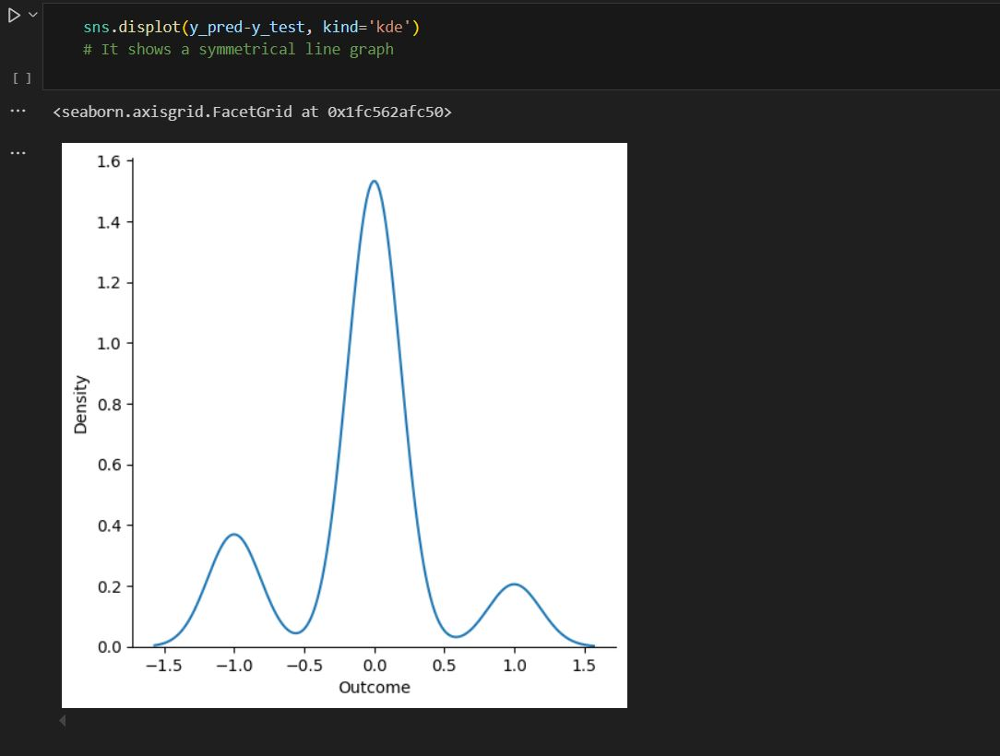 sns.displot(y_pred-y_test, kind='kde')
# It shows a symmetrical line graph
[ ]
...
<seaborn.axisgrid.FacetGrid at 0x1fc562afc50>
...
1.6
1.4
1.2
1.0
0.8
0.6
0.4
0.2
0.0
Density
−1.5 −1.0 −0.5 0.0 0.5 1.0 1.5
Outcome